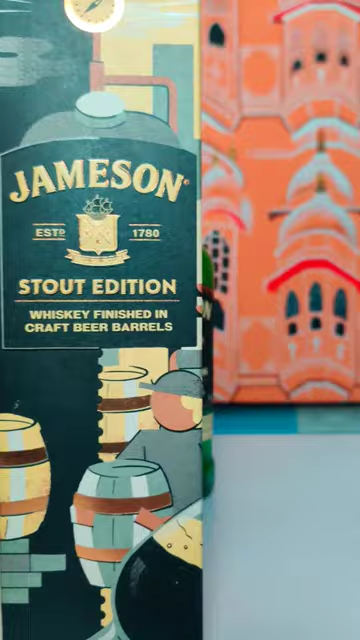 JAMESON®
ESTD 1780
STOUT EDITION
WHISKEY FINISHED IN
CRAFT BEER BARRELS